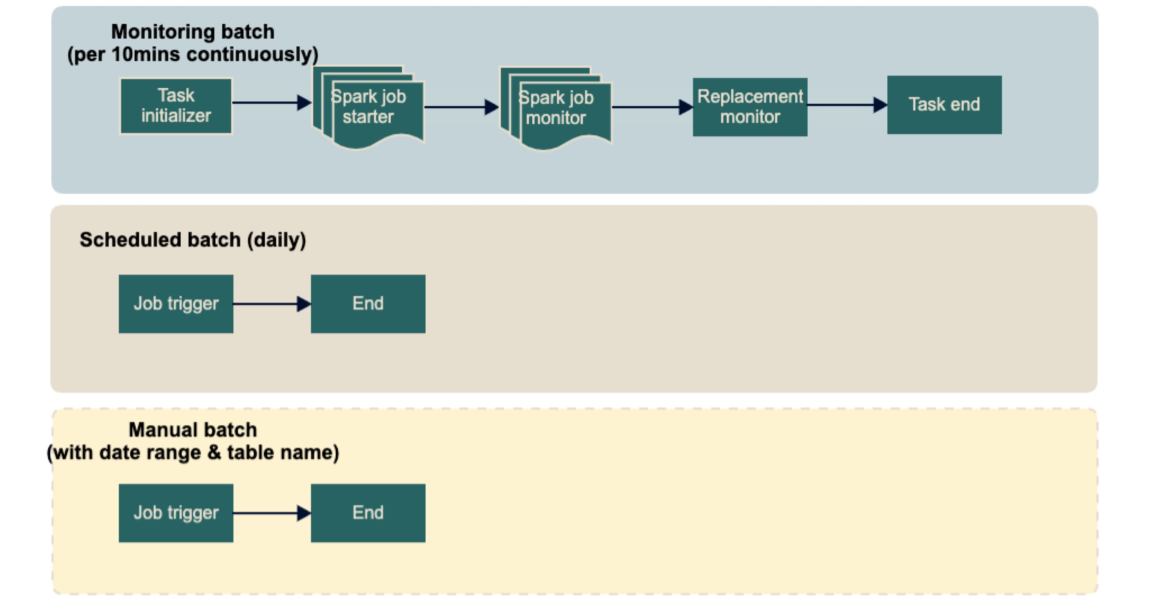 Monitoring batch
(per 10mins continuously)
Task
initializer
Spark job
starter
Spark job
monitor
Replacement
monitor
Task end
Scheduled batch (daily)
Job trigger
End
Manual batch
(with date range & table name)
Job trigger
End